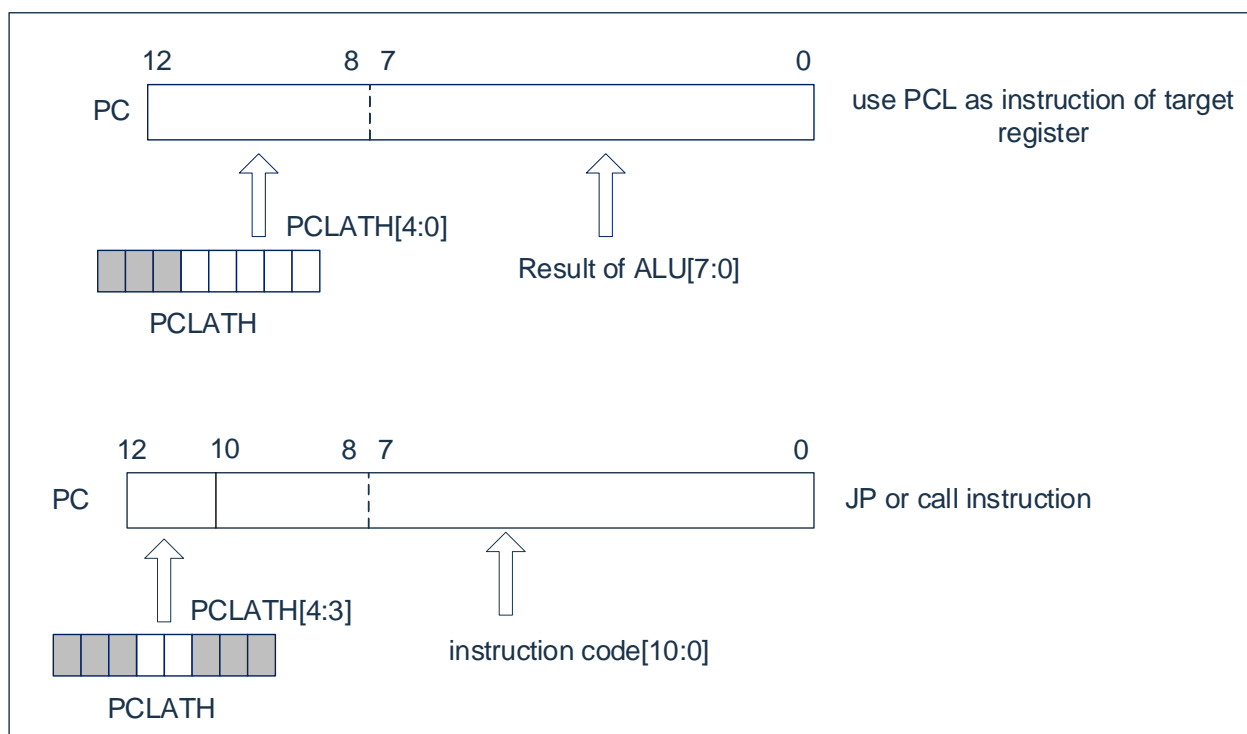 12 8 7 0
PC
use PCL as instruction of target
register
PCLATH[4:0]
Result of ALU[7:0]
PCLATH
12 10 8 7 0
PC
JP or call instruction
PCLATH[4:3]
instruction code[10:0]
PCLATH